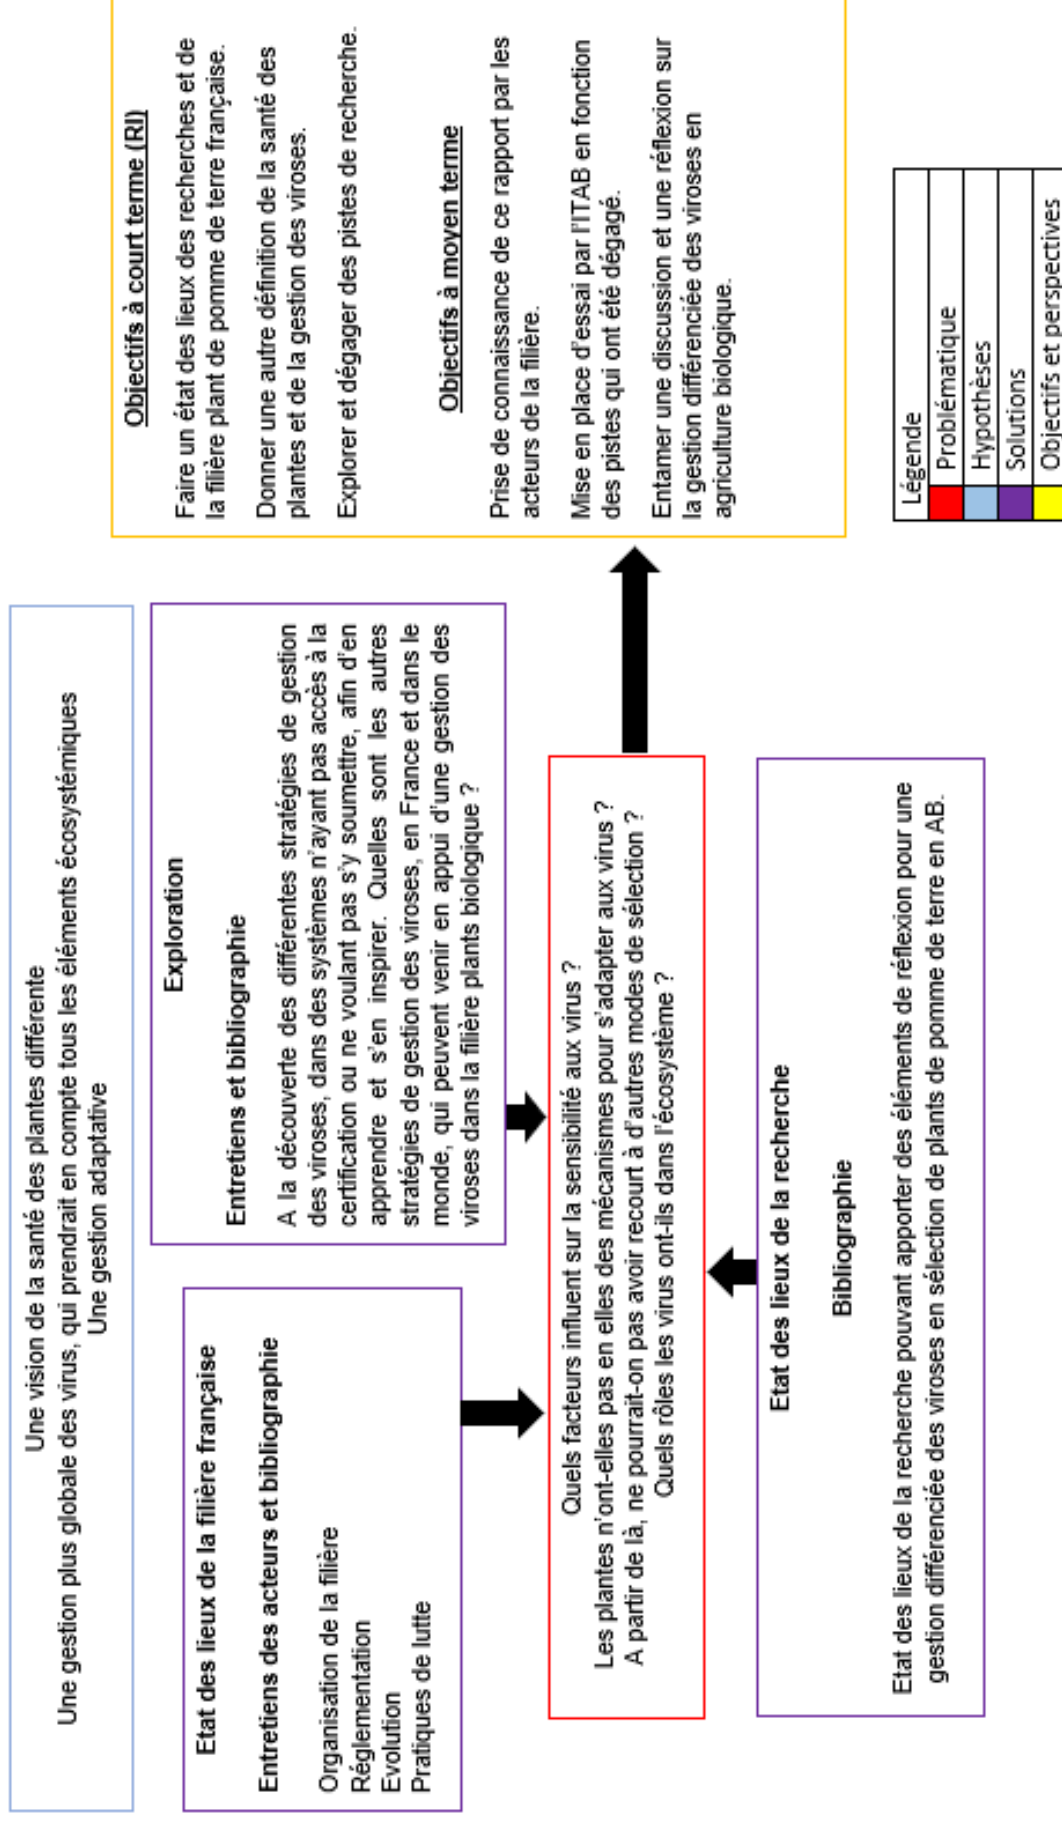 Une vision de la santé des plantes différente
Une gestion plus globale des virus, qui prendrait en compte tous les éléments écosystémiques
Une gestion adaptative
Etat des lieux de la filière française
Entretiens des acteurs et bibliographie
Organisation de la filière
Réglementation
Evolution
Pratiques de lutte
Exploration
Entretiens et bibliographie
A la découverte des différentes stratégies de gestion
des viroses, dans des systèmes n'ayant pas accès à la
certification ou ne voulant pas s'y soumettre, afin d'en
apprendre et s'en inspirer. Quelles sont les autres
stratégies de gestion des viroses, en France et dans le
monde, qui peuvent venir en appui d'une gestion des
viroses dans la filière plants biologique ?
Quels facteurs influent sur la sensibilité aux virus ?
Les plantes n'ont-elles pas en elles des mécanismes pour s'adapter aux virus ?
A partir de là, ne pourrait-on pas avoir recourt à d'autres modes de sélection ?
Quels rôles les virus ont-ils dans l'écosystème ?
Etat des lieux de la recherche
Bibliographie
Etat des lieux de la recherche pouvant apporter des éléments de réflexion pour une
gestion différenciée des viroses en sélection de plants de pomme de terre en AB.
Objectifs à court terme (RI)
Faire un état des lieux des recherches et de
la filière plant de pomme de terre française.
Donner une autre définition de la santé des
plantes et de la gestion des viroses.
Explorer et dégager des pistes de recherche.
Objectifs à moyen terme
Prise de connaissance de ce rapport par les
acteurs de la filière.
Mise en place d'essai par l'ITAB en fonction
des pistes qui ont été dégagé.
Entamer une discussion et une réflexion sur
la gestion différenciée des viroses en
agriculture biologique.
Légende
Problématique
Hypothèses
Solutions
Objectifs et perspectives